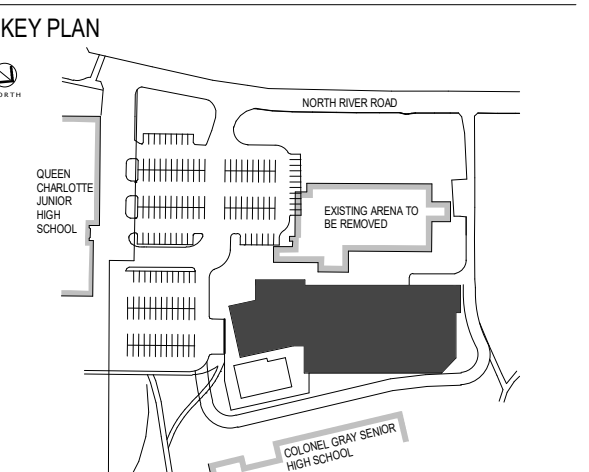 KEY PLAN
NORTH
NORTH RIVER ROAD
QUEEN
CHARLOTTE
JUNIOR
HIGH
SCHOOL
EXISTING ARENA TO
BE REMOVED
COLONEL GRAY SENIOR
HIGH SCHOOL